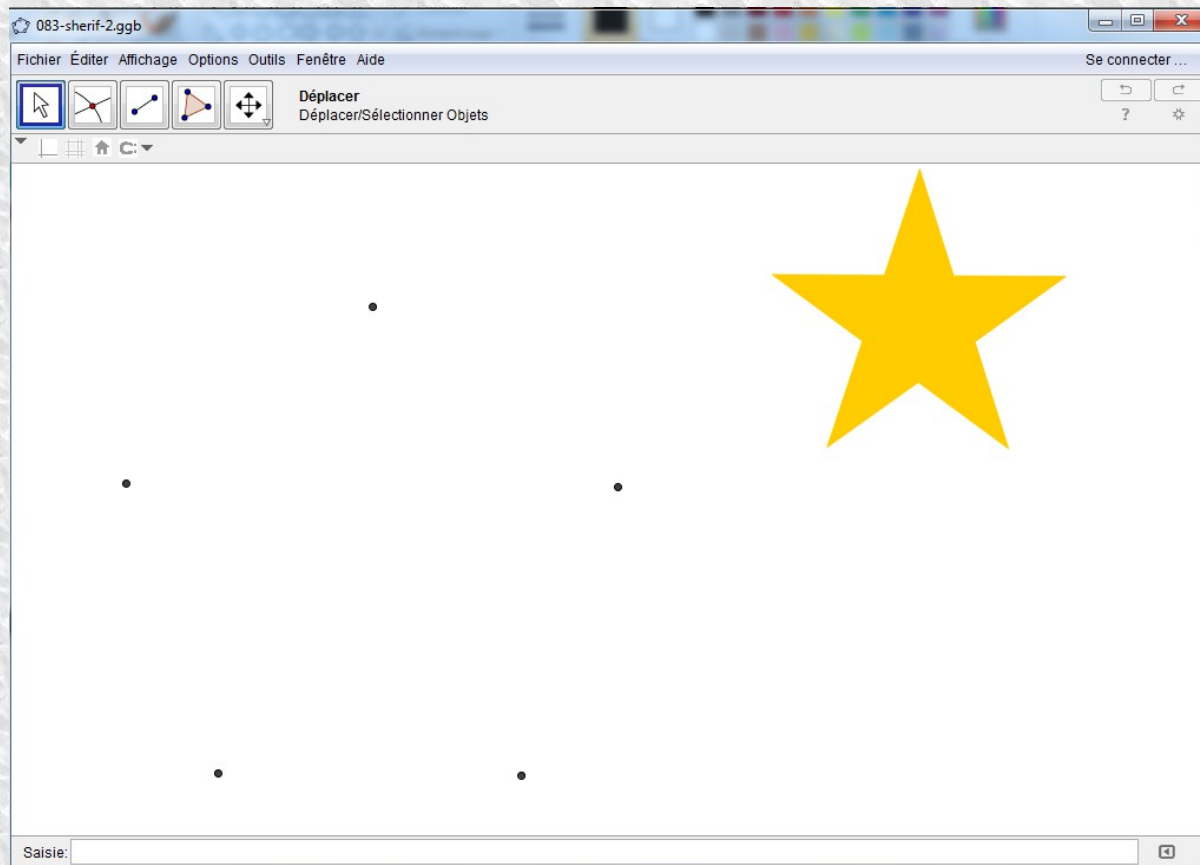 083-sherif-2.ggb
Fichier Éditer Affichage Options Outils Fenêtre Aide Se connecter ...
Déplacer
Déplacer/Sélectionner Objets
?
Saisie: